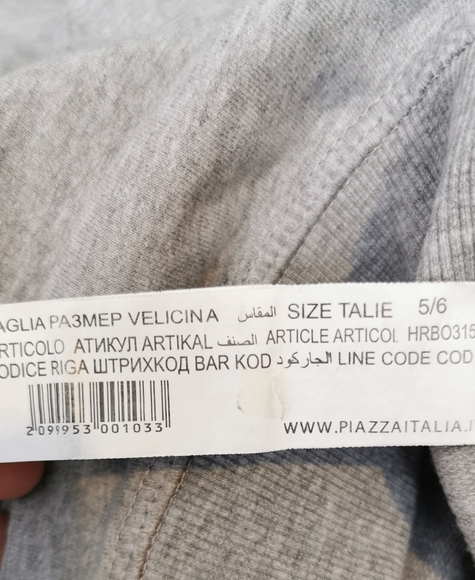 AGLIA РАЗМЕР VELICINA المقاس SIZE TALIE 5/6
RTICOLO АТИКУЛ ARTIKAL الصنف ARTICLE ARTICOL HRBO315
ODICE RIGA ШТРИХКОД BAR KOD الجاركود LINE CODE COD
2099953001033
WWW.PIAZZAITALIA.I